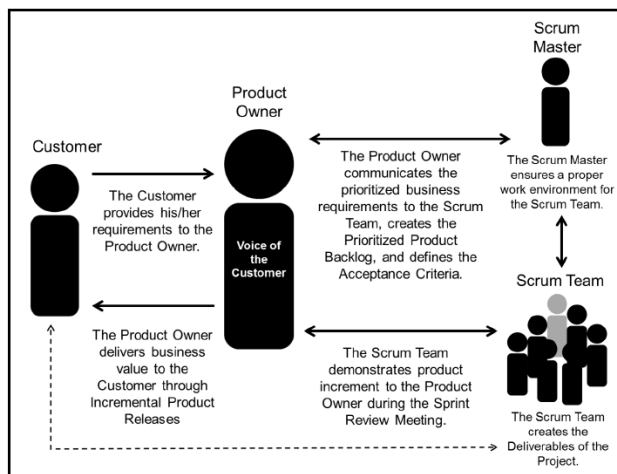 Scrum
Master
Product
Owner
Customer
The Customer
provides his/her
requirements to the
Product Owner.
Voice of
the
Customer
The Product Owner
communicates the
prioritized business
requirements to the Scrum
Team, creates the
Prioritized Product
Backlog, and defines the
Acceptance Criteria.
The Scrum Master
ensures a proper
work environment for
the Scrum Team.
Scrum Team
The Product Owner
delivers business
value to the
Customer through
Incremental Product
Releases
The Scrum Team
demonstrates product
increment to the Product
Owner during the Sprint
Review Meeting.
The Scrum Team
creates the
Deliverables of the
Project.